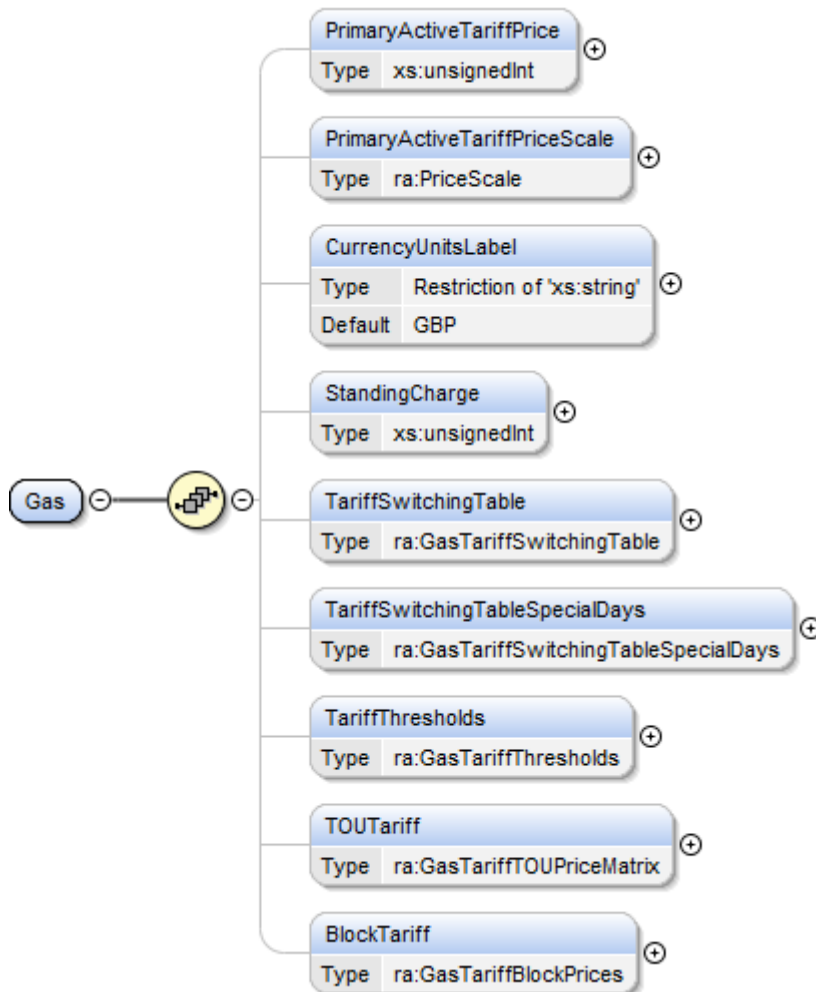 PrimaryActiveTariffPrice
Type xs:unsignedInt
PrimaryActiveTariffPriceScale
Type ra:PriceScale
CurrencyUnitsLabel
Type Restriction of 'xs:string'
Default GBP
StandingCharge
Type xs:unsignedInt
Gas
TariffSwitchingTable
Type ra:GasTariffSwitchingTable
TariffSwitchingTableSpecialDays
Type ra:GasTariffSwitchingTableSpecialDays
TariffThresholds
Type ra:GasTariffThresholds
TOUTariff
Type ra:GasTariffTOUPriceMatrix
BlockTariff
Type ra:GasTariffBlockPrices